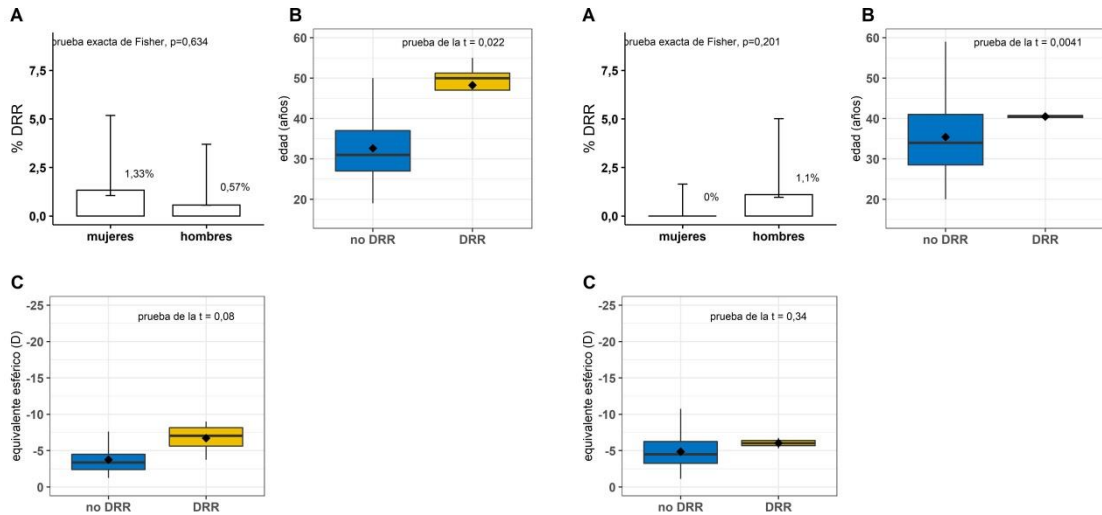 A
prueba exacta de Fisher, p=0,634
% DRR
7,5
5,0
2,5
0,0
1,33%
0,57%
mujeres
hombres
B
prueba de la t = 0,022
edad (años)
60
50
40
30
20
no DRR
DRR
A
prueba exacta de Fisher, p=0,201
% DRR
7,5
5,0
2,5
0,0
0%
1,1%
mujeres
hombres
B
prueba de la t = 0,0041
edad (años)
60
50
40
30
20
no DRR
DRR
C
prueba de la t = 0,08
equivalente esférico (D)
-25
-20
-15
-10
-5
0
no DRR
DRR
C
prueba de la t = 0,34
equivalente esférico (D)
-25
-20
-15
-10
-5
0
no DRR
DRR